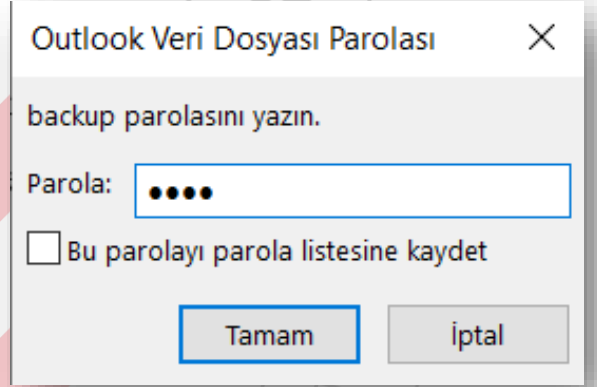 Outlook Veri Dosyası Parolası
backup parolasını yazın.
Parola: ●●●●
Bu parolayı parola listesine kaydet
Tamam İptal